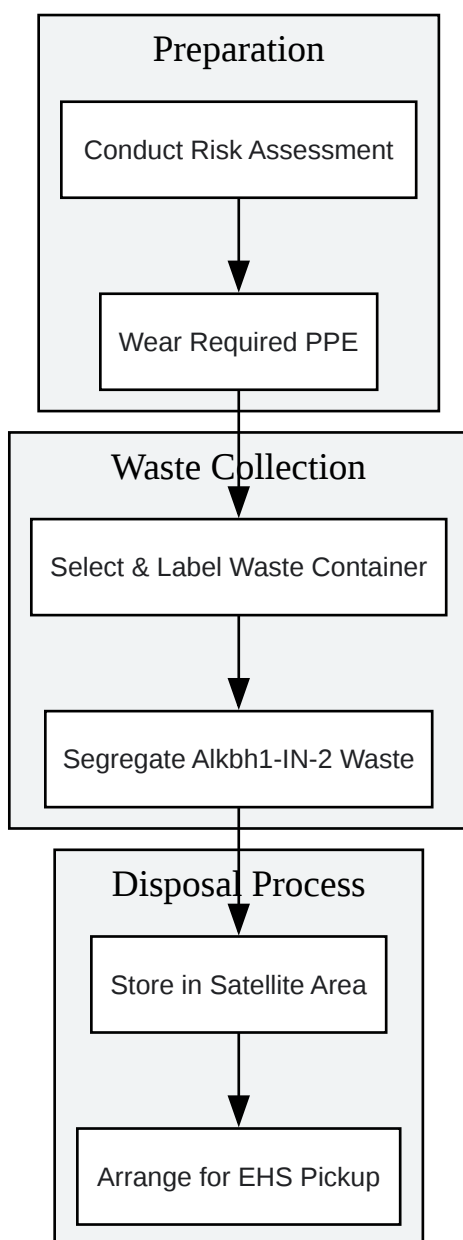 Preparation
Conduct Risk Assessment
Wear Required PPE
Waste Collection
Select & Label Waste Container
Segregate Alkbh1-IN-2 Waste
Disposal Process
Store in Satellite Area
Arrange for EHS Pickup